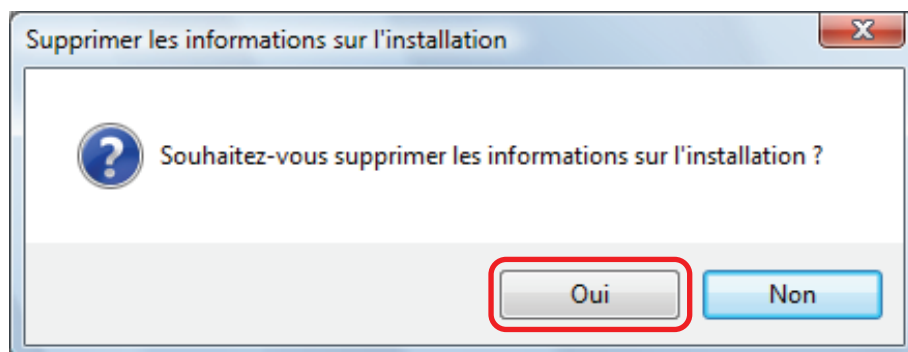 Supprimer les informations sur l'installation
Souhaitez-vous supprimer les informations sur l'installation ?
Oui
Non